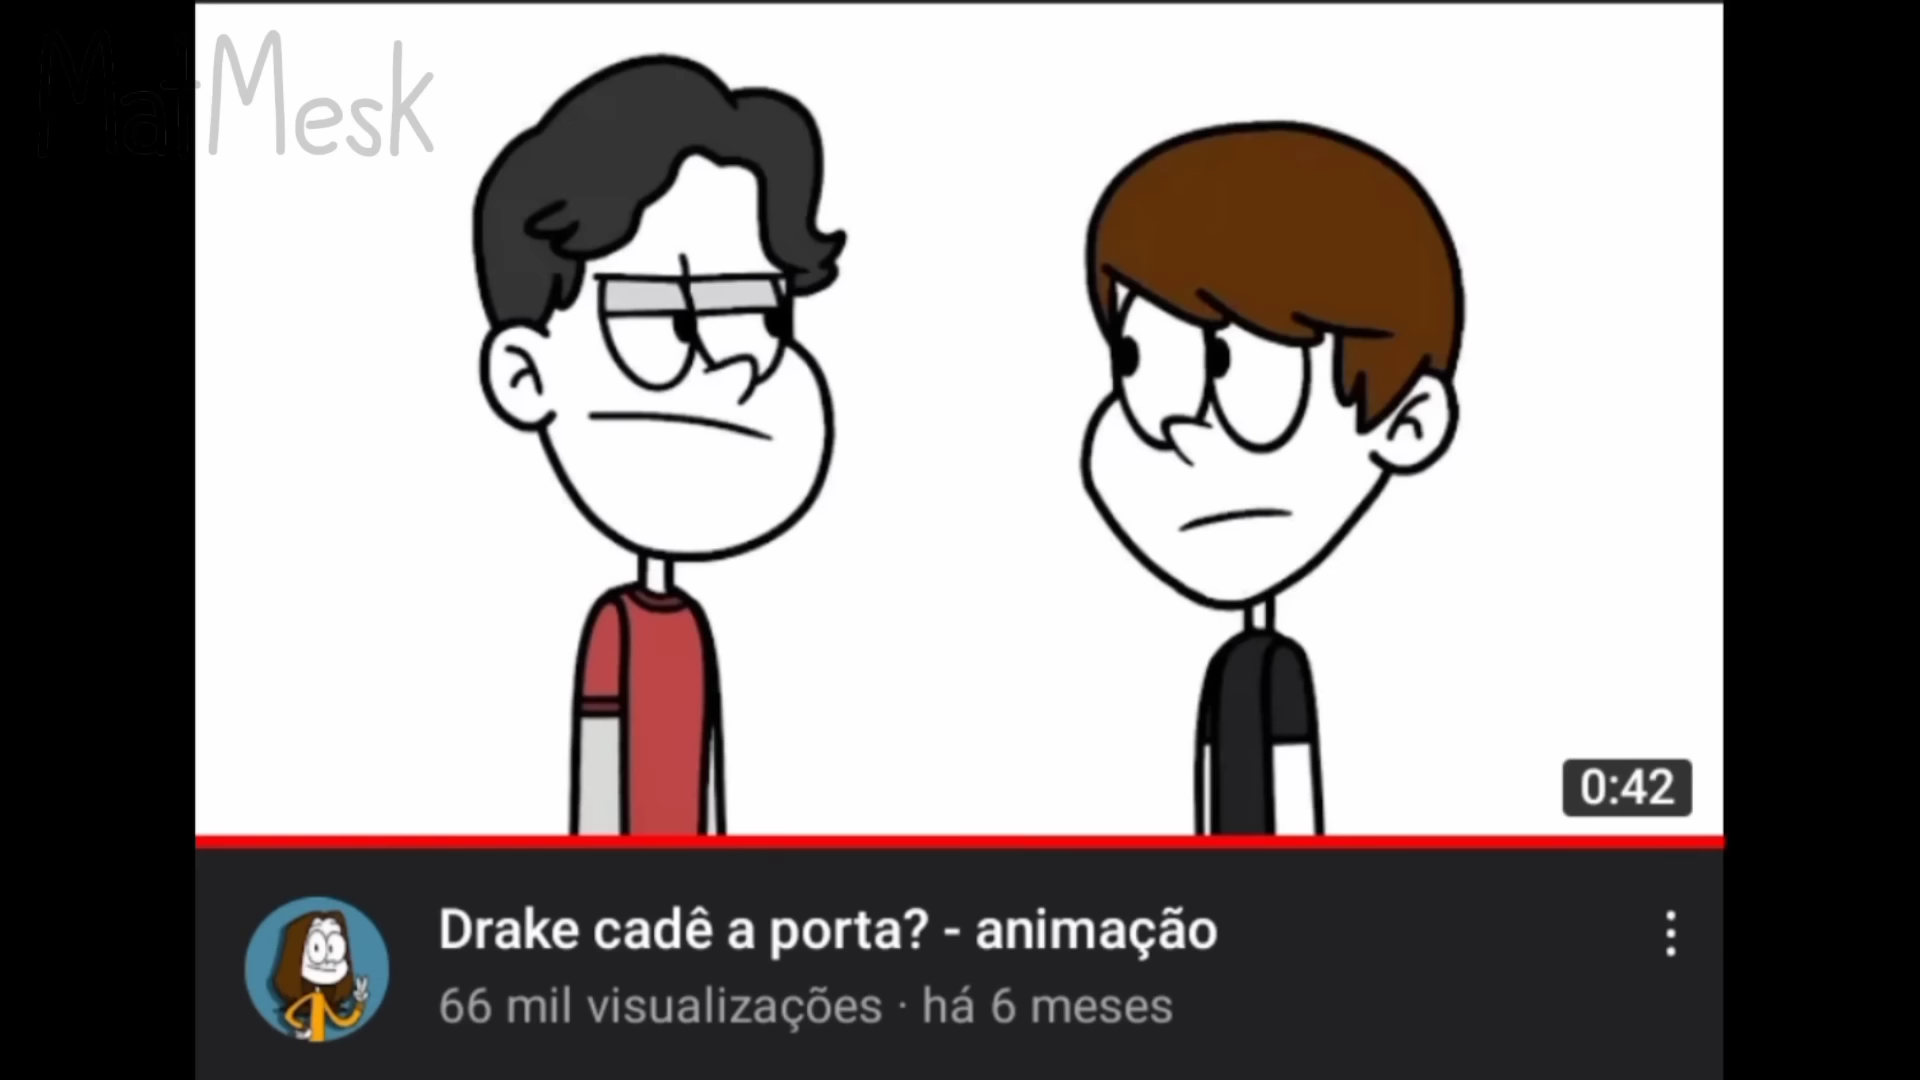 MatMesk
0:42
Drake cadê a porta? - animação
66 mil visualizações · há 6 meses